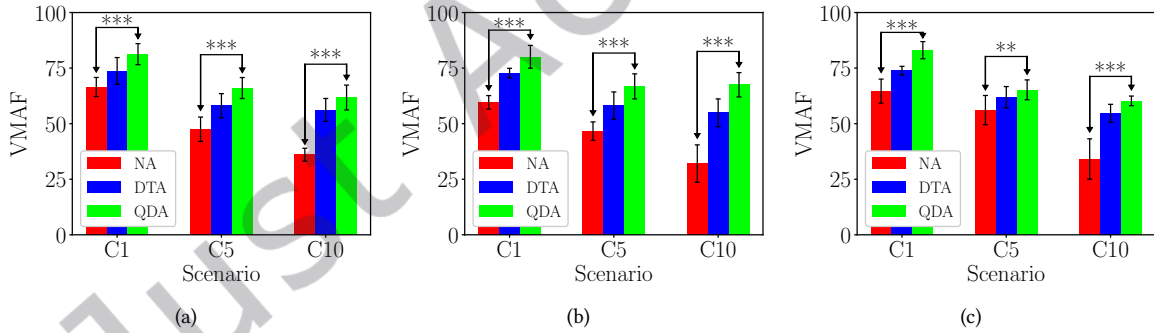 100
75
50
25
0
VMAF
***
***
***
NA
DTA
QDA
C1 C5 C10
Scenario
(a)
100
75
50
25
0
VMAF
***
***
***
NA
DTA
QDA
C1 C5 C10
Scenario
(b)
100
75
50
25
0
VMAF
***
**
***
NA
DTA
QDA
C1 C5 C10
Scenario
(c)
Just Ac